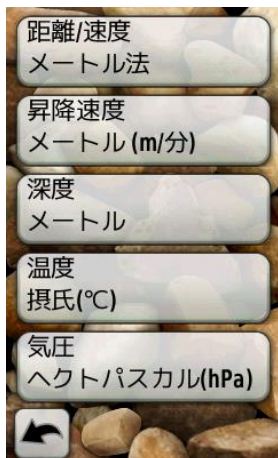 距離/速度
メートル法
昇降速度
メートル (m/分)
深度
メートル
温度
摂氏(℃)
気圧
ヘクトパスカル(hPa)